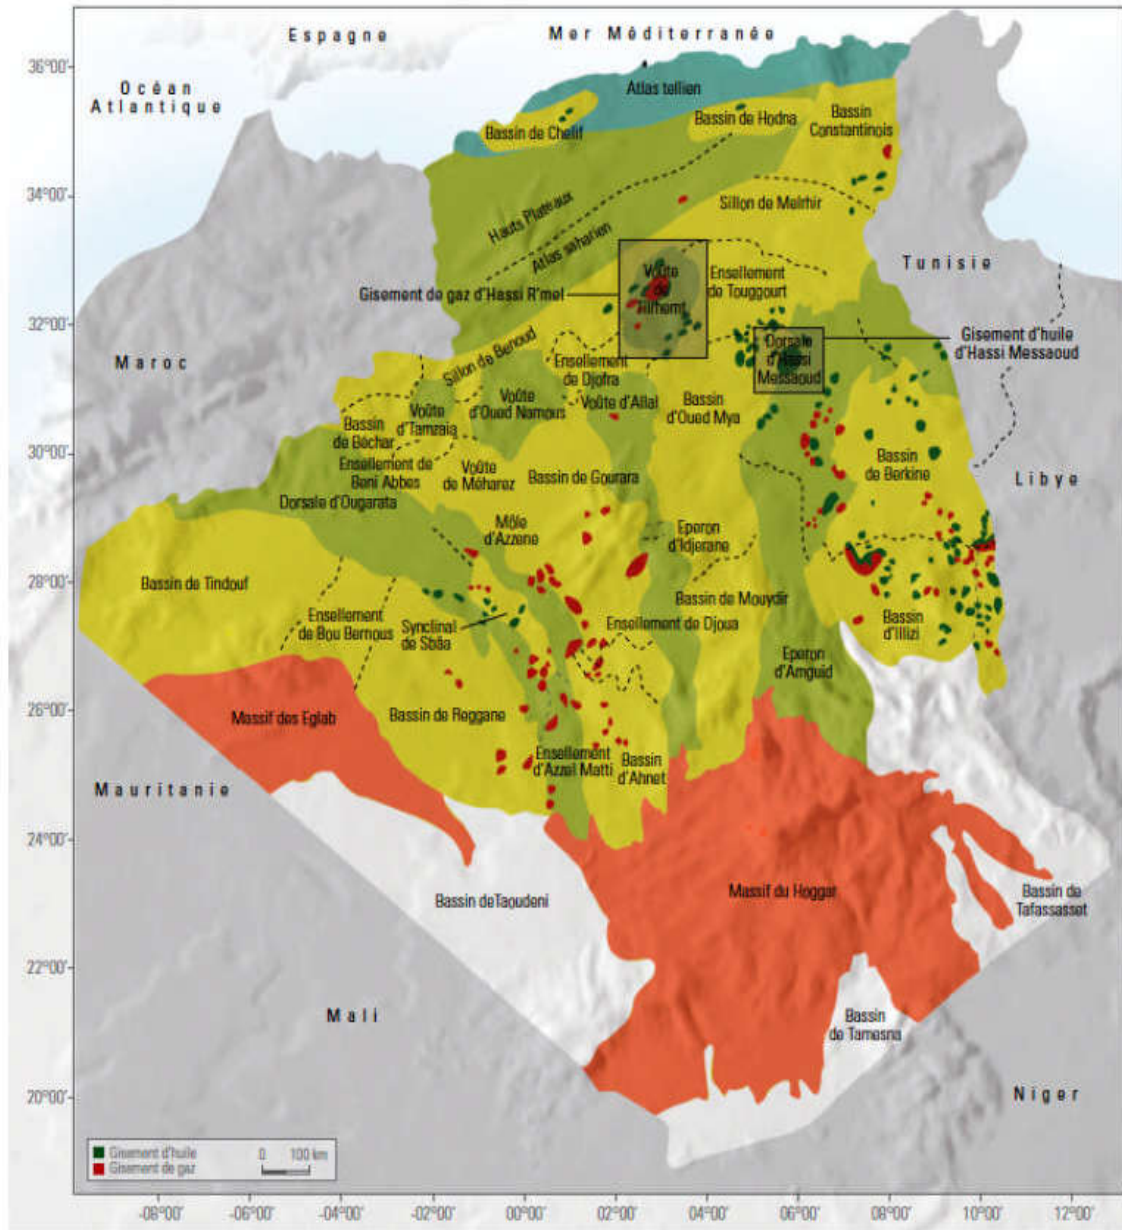 Espagne
Mer Méditerranée
36°00'
Océan
Atlantique
Atlas tellien
Bassin de Chelif
Bassin de Hodna
Bassin
Constantinois
34°00'
Hauts Plateaux
Atlas saharien
Sillon de Melrhir
Tunisie
Voûte
de
Tilrhemt
Ensellement
de Touggourt
Gisement de gaz d'Hassi R'mel
32°00'
Gisement d'huile
d'Hassi Messaoud
Maroc
Sillon de Benoud
Ensellement
de Djofra
Dorsale
d'Hassi
Messaoud
Voûte
d'Oued Namous
Voûte d'Allal
Bassin
d'Oued Mya
Voûte
d'Tamzaia
Bassin
de Béchar
30°00'
Ensellement de
Beni Abbes
Voûte
de Méharez
Bassin de Gourara
Bassin
de Berkine
Libye
Dorsale d'Ougarata
Môle
d'Azzene
Eperon
d'Idjerane
28°00'
Bassin de Tindouf
Ensellement
de Bou Bernous
Synclinal
de Sbâa
Bassin de Mouydir
Ensellement de Djoua
Bassin
d'Illizi
Eperon
d'Amguid
26°00'
Massif des Eglab
Bassin de Reggane
Ensellement
d'Azzel Matti
Bassin
d'Ahnet
Mauritanie
24°00'
Bassin de Taoudeni
Massif du Hoggar
Bassin de
Tafassasset
22°00'
Mali
Bassin
de Tamesna
20°00'
Niger
Gisement d'huile
Gisement de gaz
0 100 km
-08°00' -06°00' -04°00' -02°00' 00°00' 02°00' 04°00' 06°00' 08°00' 10°00' 12°00'